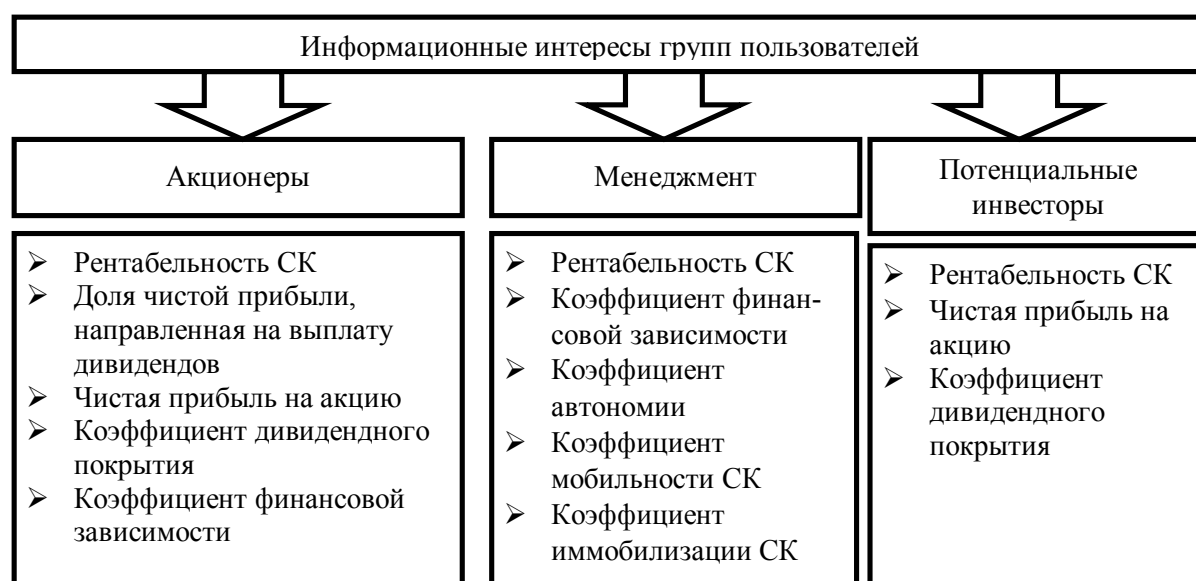 Информационные интересы групп пользователей
Акционеры
➢ Рентабельность СК
➢ Доля чистой прибыли,
направленная на выплату
дивидендов
➢ Чистая прибыль на акцию
➢ Коэффициент дивидендного
покрытия
➢ Коэффициент финансовой
зависимости
Менеджмент
➢ Рентабельность СК
➢ Коэффициент финан-
совой зависимости
➢ Коэффициент
автономии
➢ Коэффициент
мобильности СК
➢ Коэффициент
иммобилизации СК
Потенциальные
инвесторы
➢ Рентабельность СК
➢ Чистая прибыль на
акцию
➢ Коэффициент
дивидендного
покрытия